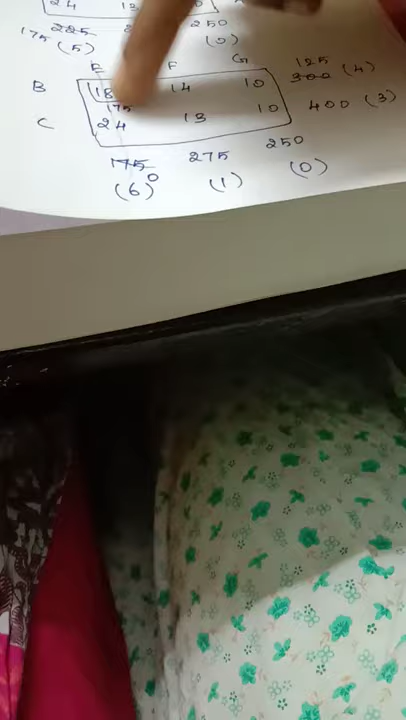 24 13
175 225 250
(5) (0)
E F G 125
B 18 14 10 300 (4)
175
C 24 13 10 400 (3)
175 275 250
0
(6) (1) (0)